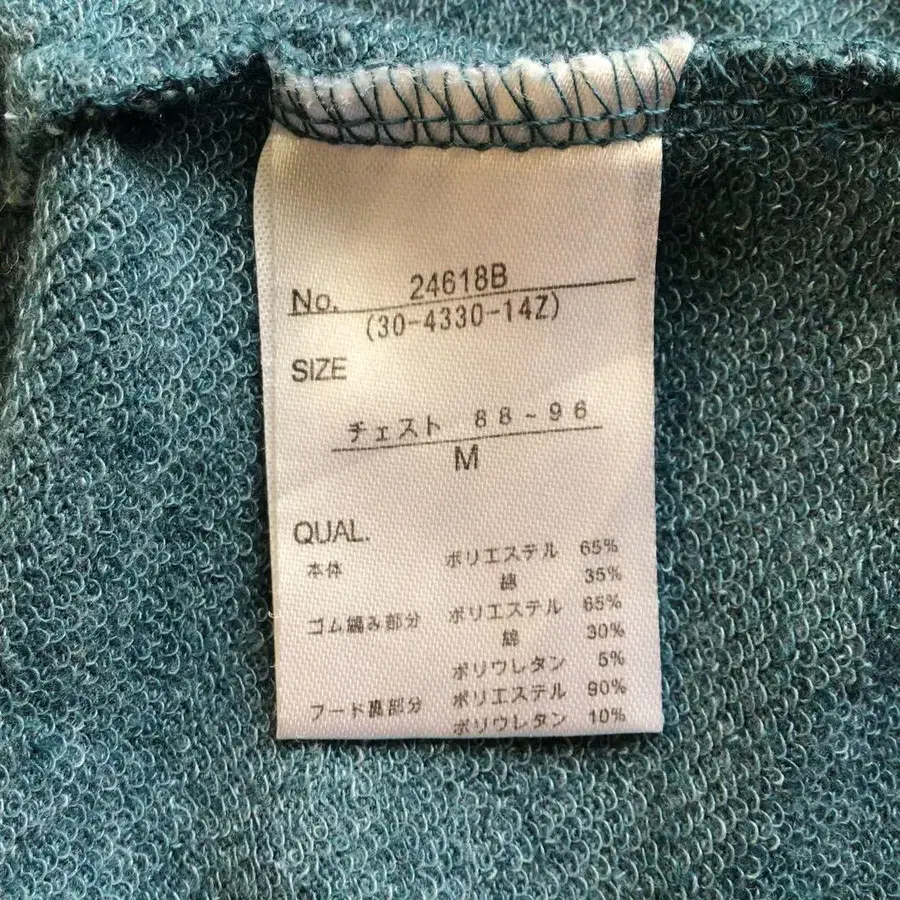 No. 24618B
(30-4330-14Z)
SIZE
チェスト 88~96
M
QUAL.
本体 ポリエステル 65%
綿 35%
ゴム編み部分 ポリエステル 65%
綿 30%
ポリウレタン 5%
フード裏部分 ポリエステル 90%
ポリウレタン 10%